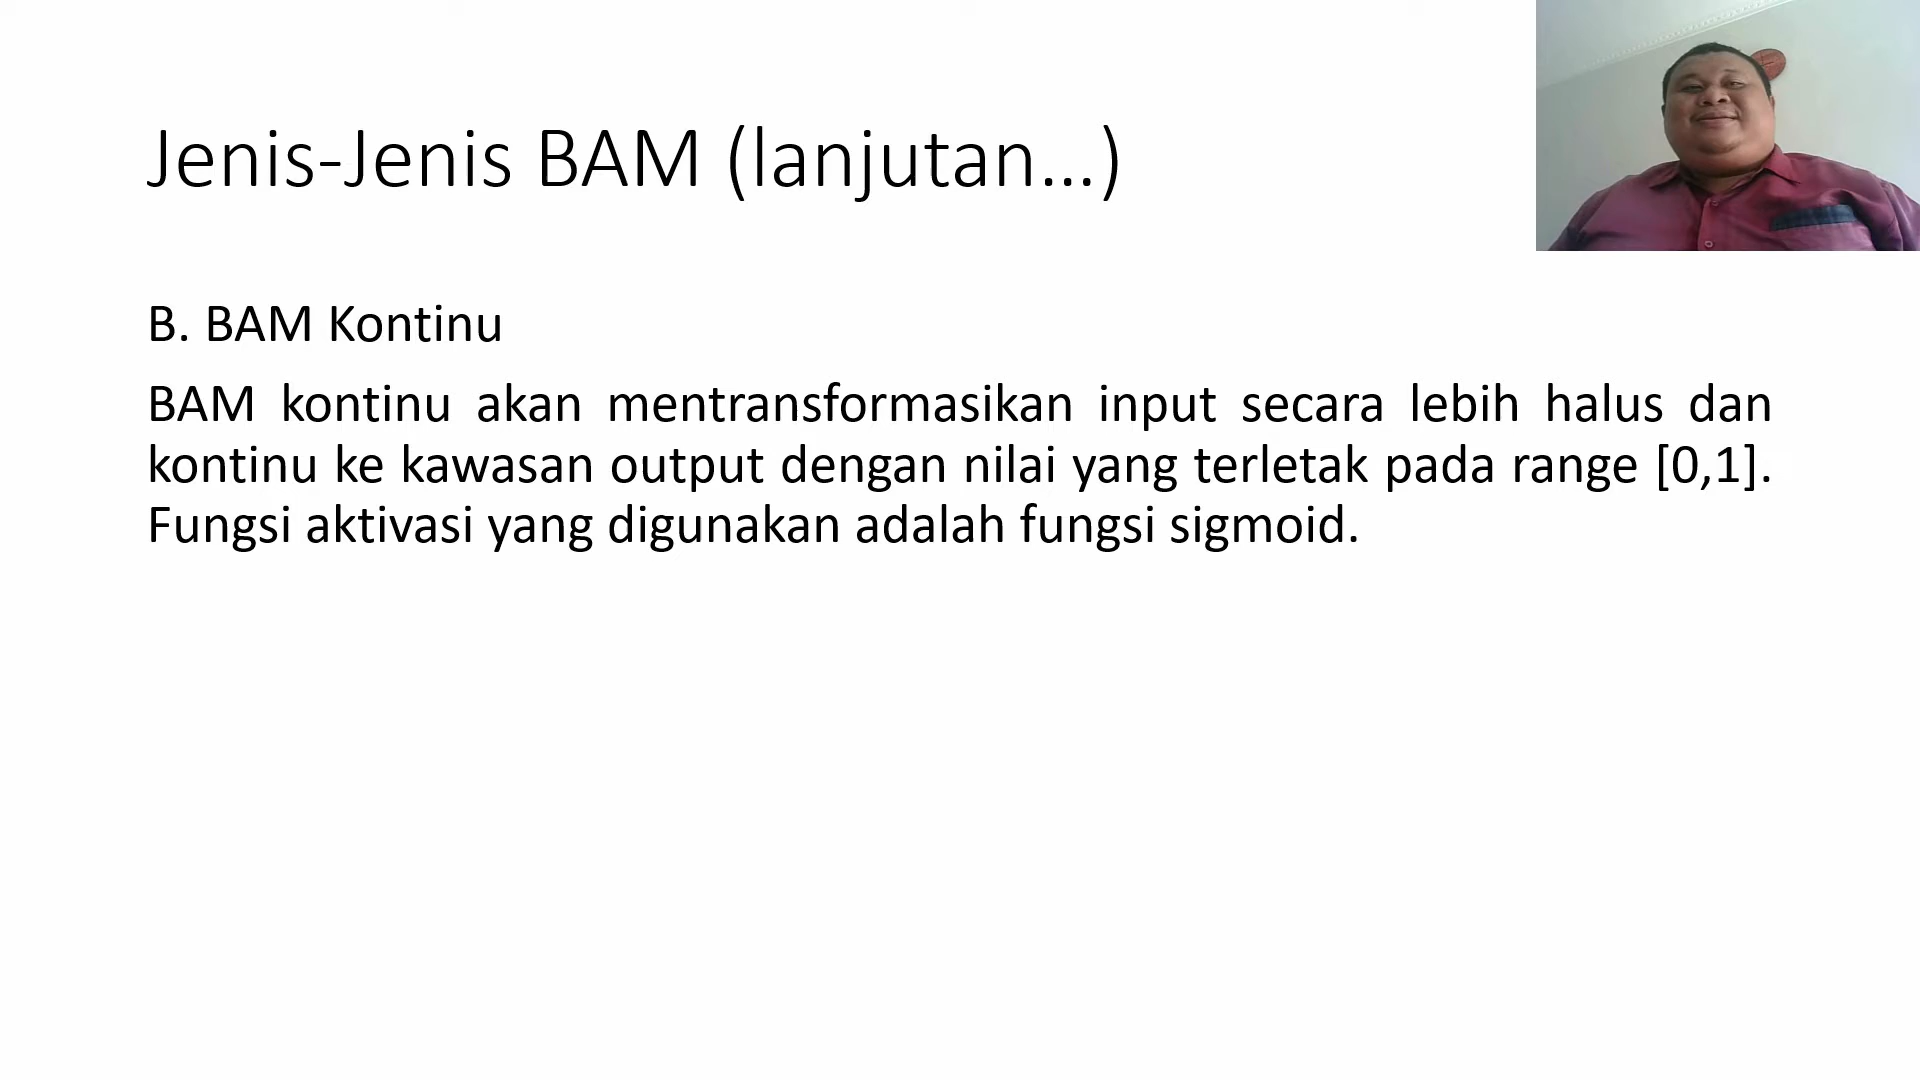 Jenis-Jenis BAM (lanjutan...)
B. BAM Kontinu
BAM kontinu akan mentransformasikan input secara lebih halus dan
kontinu ke kawasan output dengan nilai yang terletak pada range [0,1].
Fungsi aktivasi yang digunakan adalah fungsi sigmoid.